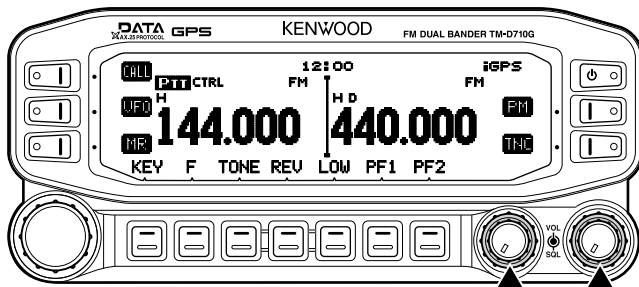 DATA GPS KENWOOD FM DUAL BANDER TM-D710G
AX.25 PROTOCOL
CALL 12:00 iGPS
PTT CTRL FM FM
VFO H H D PM
MR 144.000 440.000 TNC
KEY F TONE REV LOW PF1 PF2
VOL
SQL